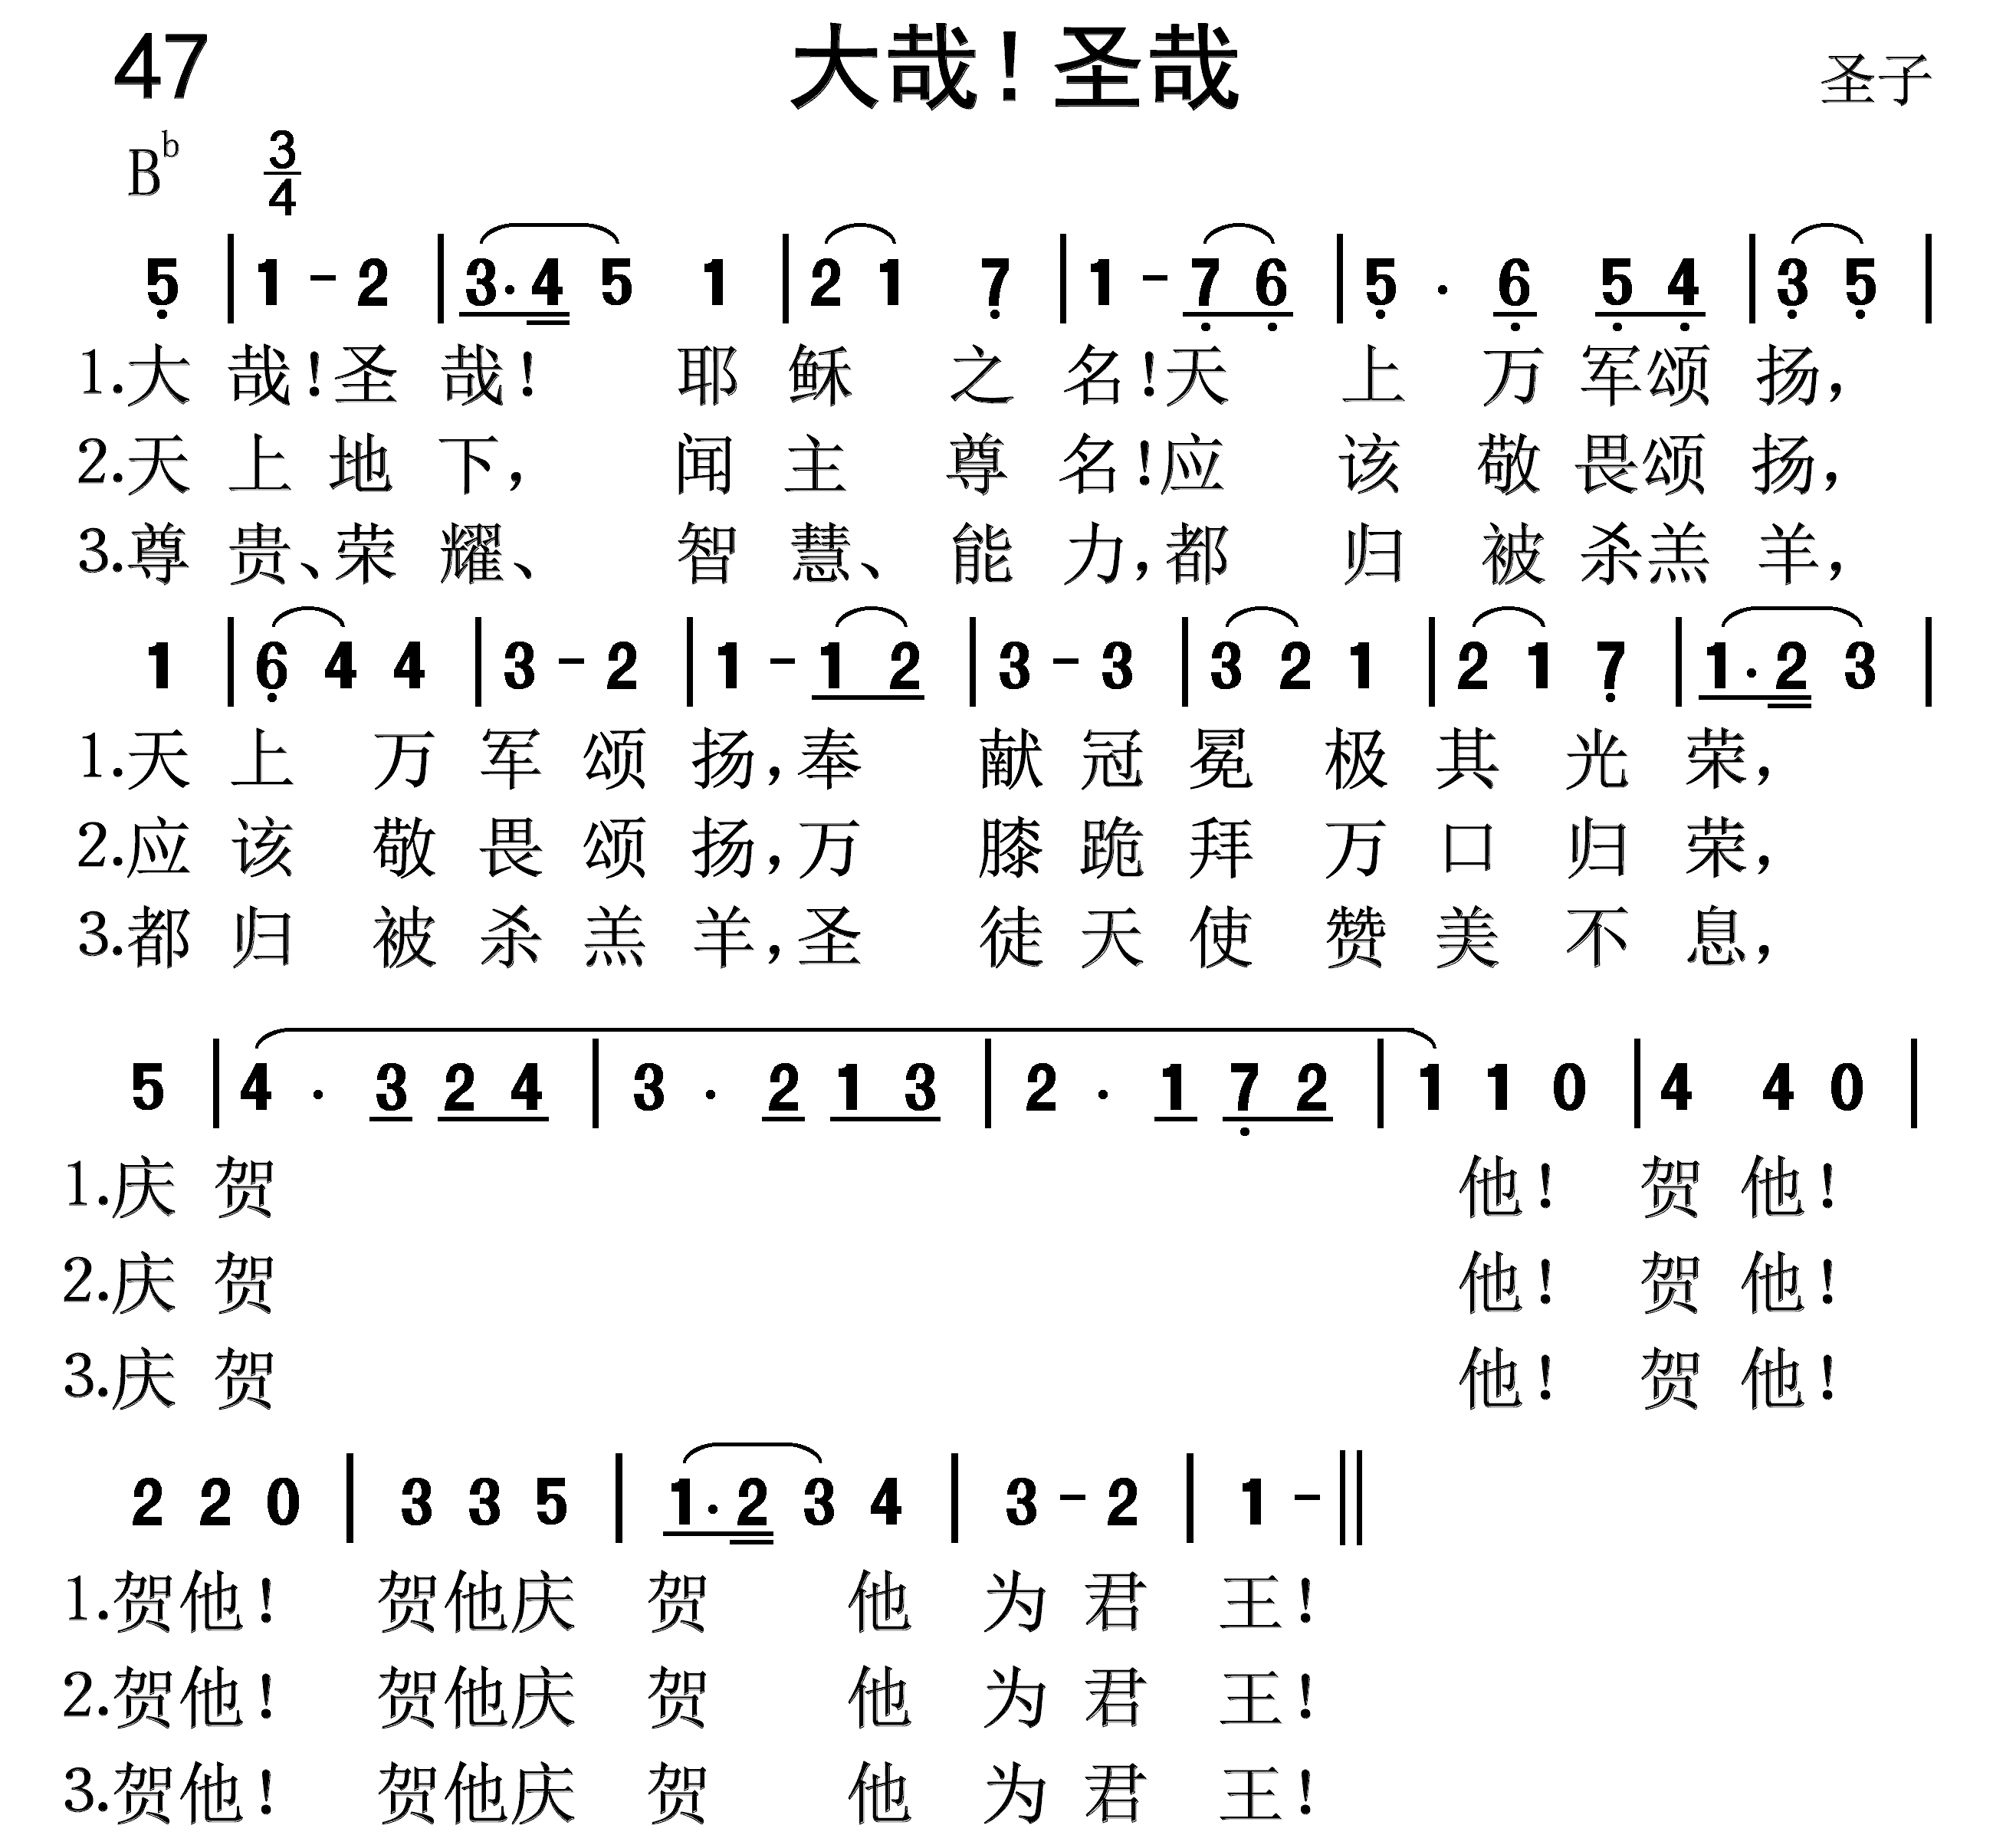 47 大哉！圣哉 圣子
B♭ 3/4
5 | 1 - 2 | 3·4 5 1 | 2 1 7 | 1 - 7 6 | 5 · 6 5 4 | 3 5 |
1.大 哉！圣 哉！ 耶 稣 之 名！天 上 万 军颂 扬，
2.天 上 地 下， 闻 主 尊 名！应 该 敬 畏颂 扬，
3.尊 贵、荣 耀、 智 慧、能 力，都 归 被 杀羔 羊，
1 | 6 4 4 | 3 - 2 | 1 - 1 2 | 3 - 3 | 3 2 1 | 2 1 7 | 1·2 3 |
1.天 上 万 军 颂 扬，奉 献 冠 冕 极 其 光 荣，
2.应 该 敬 畏 颂 扬，万 膝 跪 拜 万 口 归 荣，
3.都 归 被 杀 羔 羊，圣 徒 天 使 赞 美 不 息，
5 | 4 · 3 2 4 | 3 · 2 1 3 | 2 · 1 7 2 | 1 1 0 | 4 4 0 |
1.庆 贺 他！ 贺 他！
2.庆 贺 他！ 贺 他！
3.庆 贺 他！ 贺 他！
2 2 0 | 3 3 5 | 1·2 3 4 | 3 - 2 | 1 - ||
1.贺他！ 贺他庆 贺 他 为 君 王！
2.贺他！ 贺他庆 贺 他 为 君 王！
3.贺他！ 贺他庆 贺 他 为 君 王！